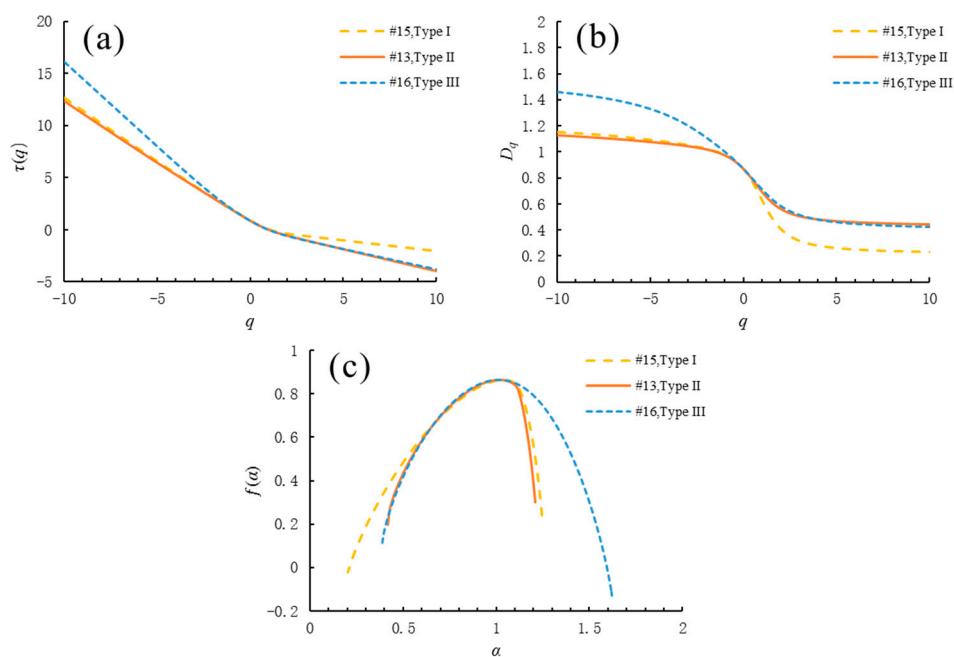 (a)
#15,Type I
#13,Type II
#16,Type III
20
15
10
5
0
-5
-10
-5
0
5
10
τ(q)
q
(b)
#15,Type I
#13,Type II
#16,Type III
2
1.8
1.6
1.4
1.2
1
0.8
0.6
0.4
0.2
0
-10
-5
0
5
10
Dq
q
(c)
#15,Type I
#13,Type II
#16,Type III
1
0.8
0.6
0.4
0.2
0
-0.2
0
0.5
1
1.5
2
f(α)
α